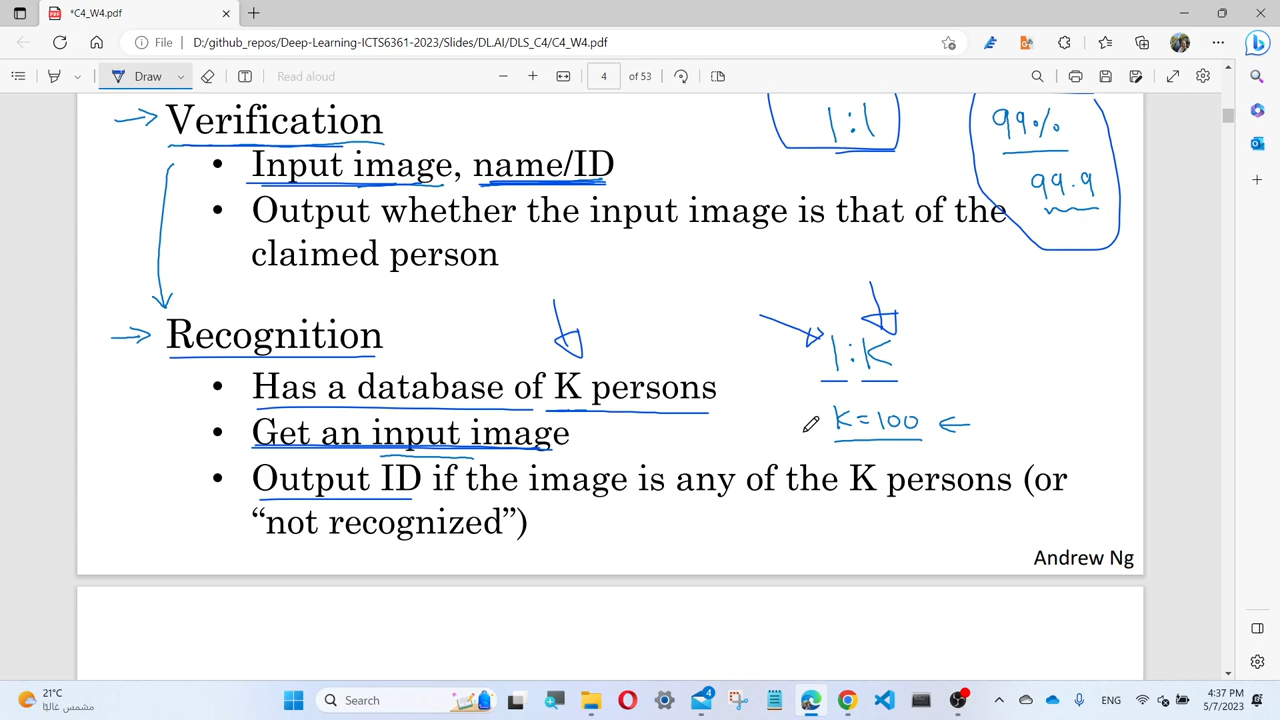 *C4_W4.pdf
File
D:/github_repos/Deep-Learning-ICTS6361-2023/Slides/DL.AI/DLS_C4/C4_W4.pdf
Draw
Read aloud
4 of 53
Verification
1:1
99%
• Input image, name/ID
99.9
• Output whether the input image is that of the
claimed person
Recognition
1:K
• Has a database of K persons
K=100
• Get an input image
• Output ID if the image is any of the K persons (or
“not recognized”)
Andrew Ng
21°C
مشمس غالبًا
Search
4
ENG
4:37 PM
5/7/2023